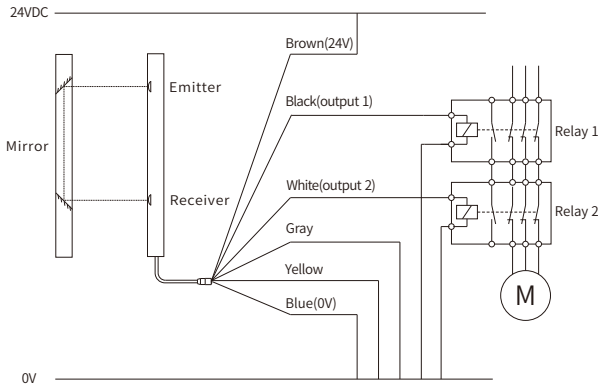 24VDC
Brown(24V)
Emitter
Black(output 1)
Relay 1
Mirror
Receiver
White(output 2)
Relay 2
Gray
Yellow
M
Blue(0V)
0V